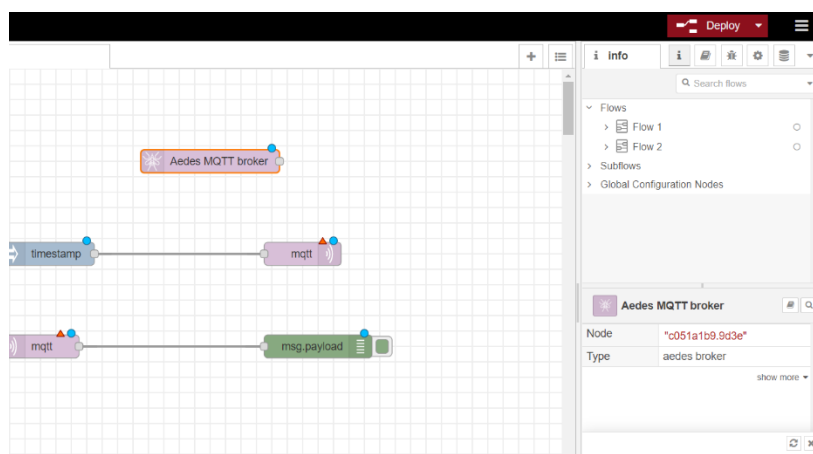 Deploy
info
Search flows
Flows
Flow 1
Flow 2
Subflows
Global Configuration Nodes
Aedes MQTT broker
timestamp
mqtt
mqtt
msg.payload
Aedes MQTT broker
Node "c051a1b9.9d3e"
Type aedes broker
show more